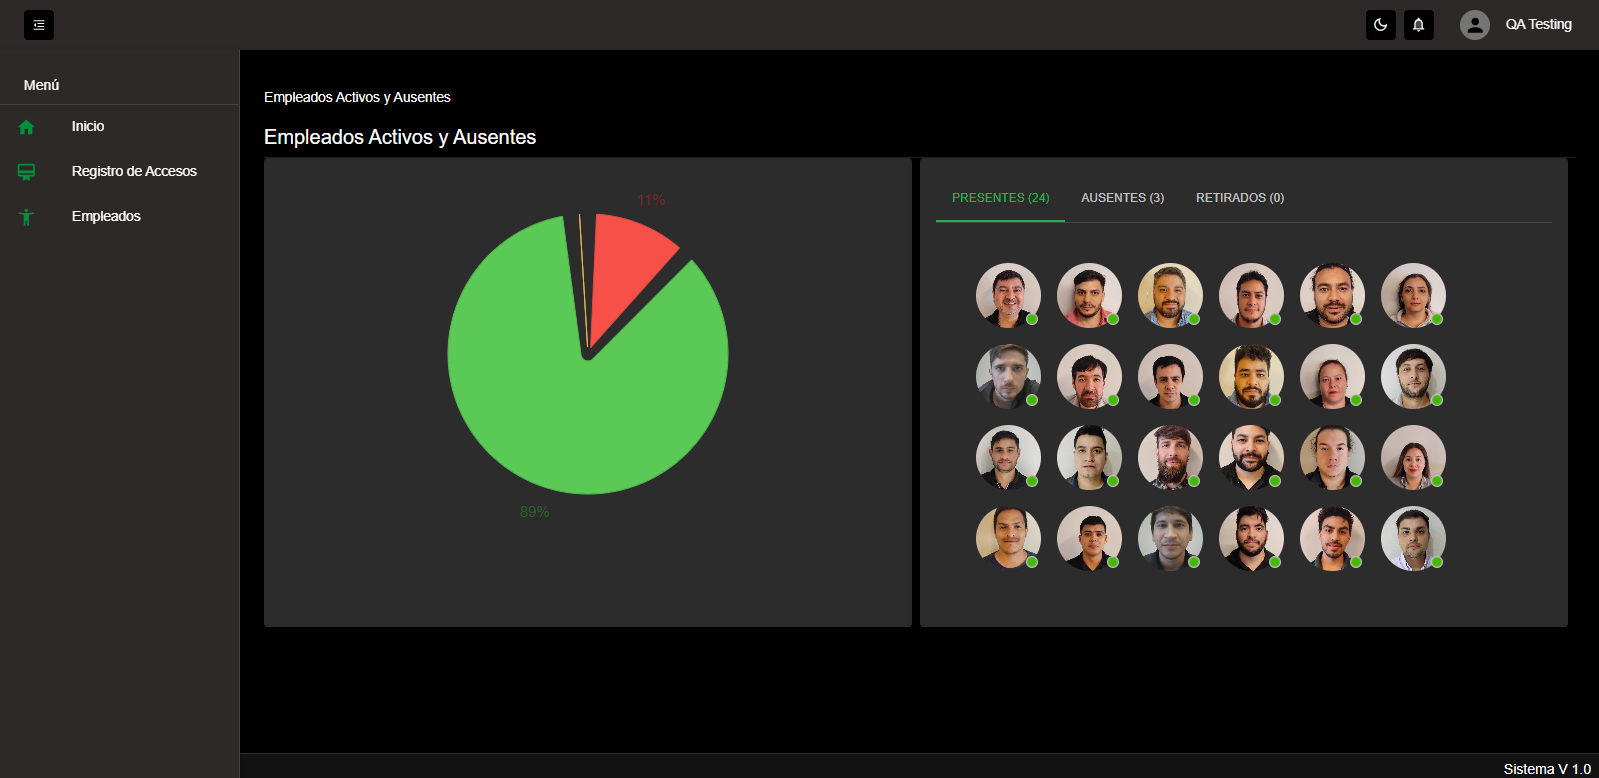 QA Testing
Menú
Inicio
Registro de Accesos
Empleados
Empleados Activos y Ausentes
Empleados Activos y Ausentes
11%
89%
PRESENTES (24)
AUSENTES (3)
RETIRADOS (0)
Sistema V 1.0